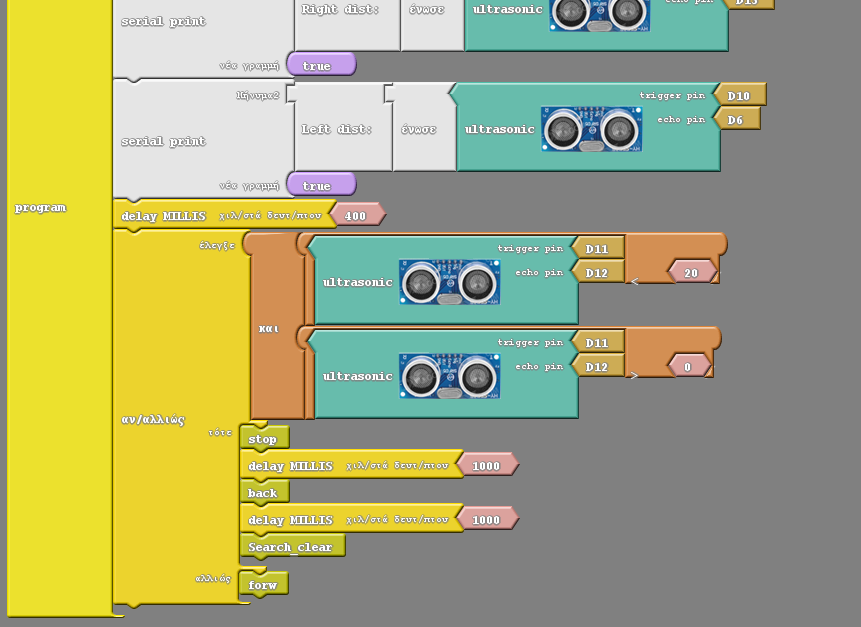 serial print
Right dist:
ένωσε
ultrasonic
echo pin
D13
νέα γραμμή
true
serial print
Μήνυμα2
Left dist:
ένωσε
ultrasonic
trigger pin
D10
echo pin
D6
νέα γραμμή
true
program
delay MILLIS χιλ/στά δευτ/πτου
400
αν/αλλιώς
έλεγξε
και
ultrasonic
trigger pin
D11
echo pin
D12
<
20
ultrasonic
trigger pin
D11
echo pin
D12
>
0
τότε
stop
delay MILLIS χιλ/στά δευτ/πτου
1000
back
delay MILLIS χιλ/στά δευτ/πτου
1000
Search_clear
αλλιώς
forw